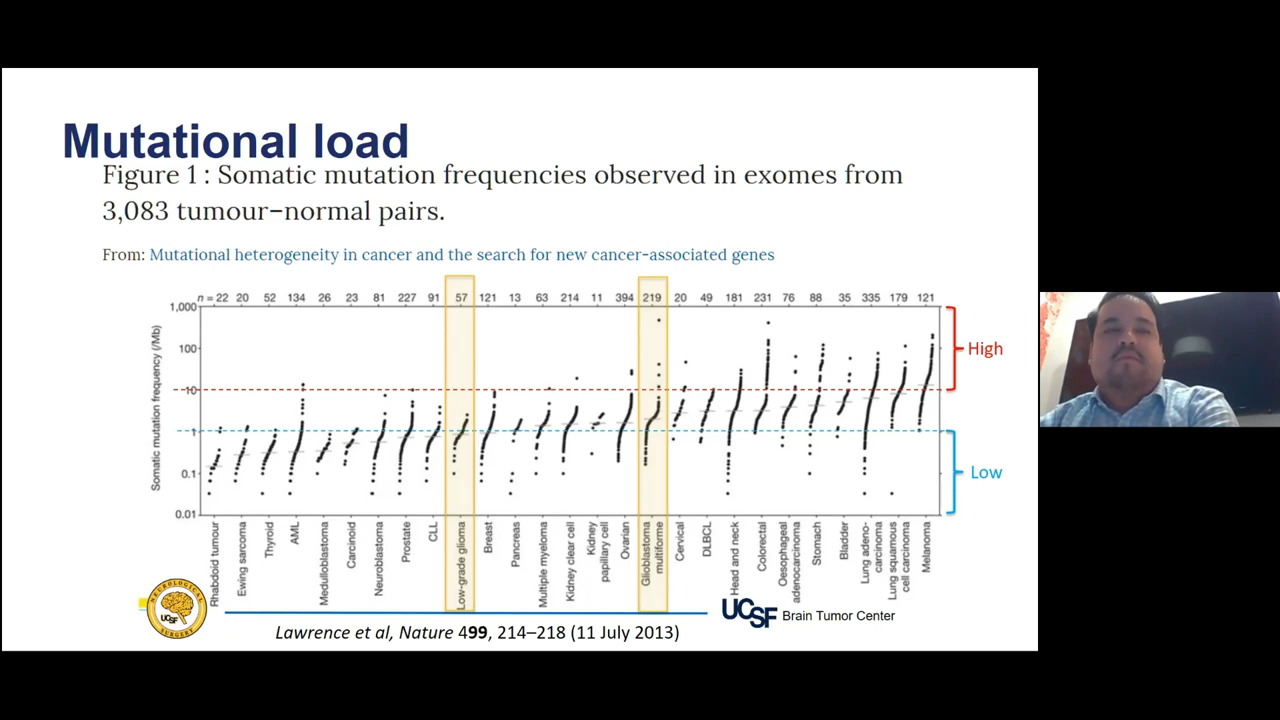 Mutational load
Figure 1 : Somatic mutation frequencies observed in exomes from
3,083 tumour–normal pairs.
From: Mutational heterogeneity in cancer and the search for new cancer-associated genes
n = 22 20 52 134 26 23 81 227 91 57 121 13 63 214 11 394 219 20 49 181 231 76 88 35 335 179 121
Somatic mutation frequency (/Mb)
1,000
100
10
1
0.1
0.01
High
Low
Rhabdoid tumour
Ewing sarcoma
Thyroid
AML
Medulloblastoma
Carcinoid
Neuroblastoma
Prostate
CLL
Low-grade glioma
Breast
Pancreas
Multiple myeloma
Kidney clear cell
Kidney
papillary cell
Ovarian
Glioblastoma
multiforme
Cervical
DLBCL
Head and neck
Colorectal
Oesophageal
adenocarcinoma
Stomach
Bladder
Lung adeno-
carcinoma
Lung squamous
cell carcinoma
Melanoma
NEUROLOGICAL
UCSF
SURGERY
UCSF Brain Tumor Center
Lawrence et al, Nature 499, 214–218 (11 July 2013)